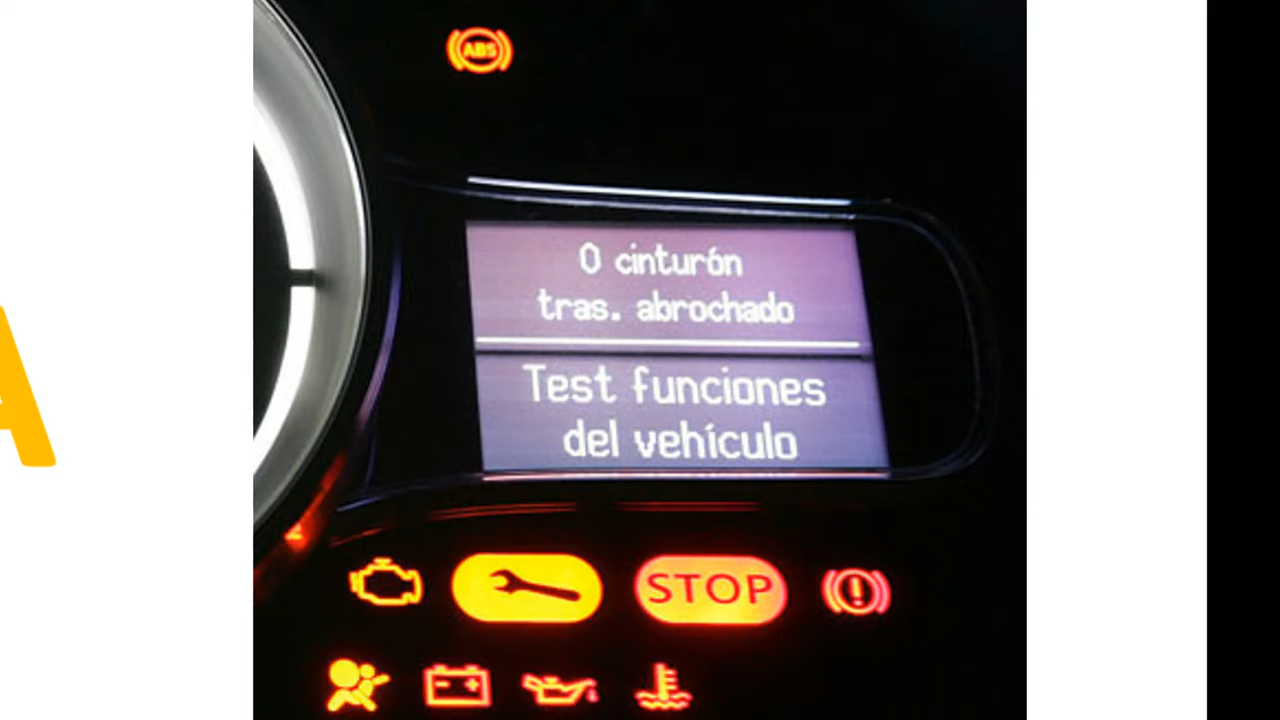 A
ABS
0 cinturón
tras. abrochado
Test funciones
del vehículo
STOP